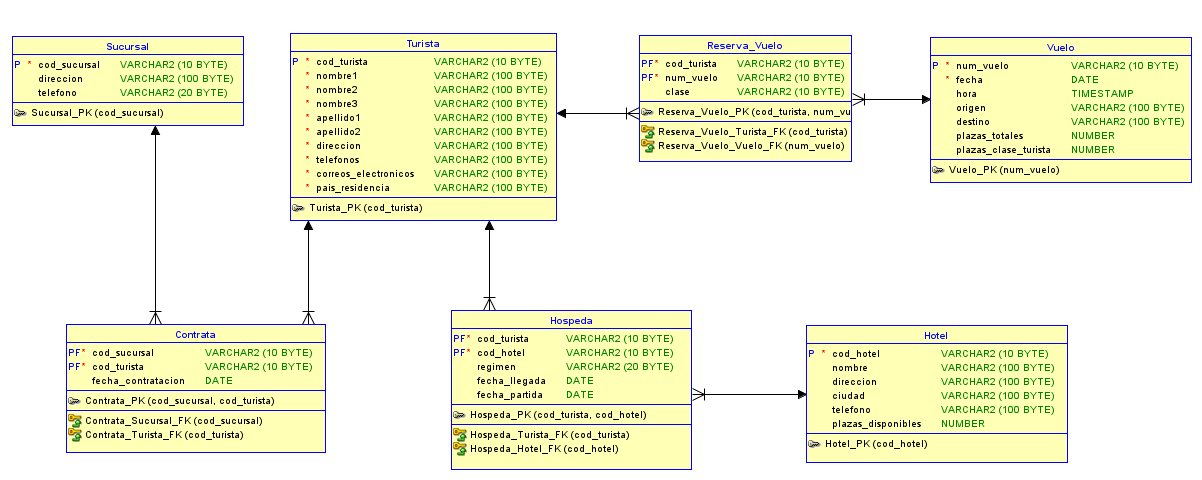 Sucursal
P * cod_sucursal VARCHAR2 (10 BYTE)
direccion VARCHAR2 (100 BYTE)
telefono VARCHAR2 (20 BYTE)
Sucursal_PK (cod_sucursal)
Turista
P * cod_turista VARCHAR2 (10 BYTE)
* nombre1 VARCHAR2 (100 BYTE)
* nombre2 VARCHAR2 (100 BYTE)
* nombre3 VARCHAR2 (100 BYTE)
* apellido1 VARCHAR2 (100 BYTE)
* apellido2 VARCHAR2 (100 BYTE)
* direccion VARCHAR2 (100 BYTE)
* telefonos VARCHAR2 (100 BYTE)
* correos_electronicos VARCHAR2 (100 BYTE)
* pais_residencia VARCHAR2 (100 BYTE)
Turista_PK (cod_turista)
Reserva_Vuelo
PF* cod_turista VARCHAR2 (10 BYTE)
PF* num_vuelo VARCHAR2 (10 BYTE)
clase VARCHAR2 (10 BYTE)
Reserva_Vuelo_PK (cod_turista, num_vu
Reserva_Vuelo_Turista_FK (cod_turista)
Reserva_Vuelo_Vuelo_FK (num_vuelo)
Vuelo
P * num_vuelo VARCHAR2 (10 BYTE)
* fecha DATE
hora TIMESTAMP
origen VARCHAR2 (100 BYTE)
destino VARCHAR2 (100 BYTE)
plazas_totales NUMBER
plazas_clase_turista NUMBER
Vuelo_PK (num_vuelo)
Contrata
PF* cod_sucursal VARCHAR2 (10 BYTE)
PF* cod_turista VARCHAR2 (10 BYTE)
fecha_contratacion DATE
Contrata_PK (cod_sucursal, cod_turista)
Contrata_Sucursal_FK (cod_sucursal)
Contrata_Turista_FK (cod_turista)
Hospeda
PF* cod_turista VARCHAR2 (10 BYTE)
PF* cod_hotel VARCHAR2 (10 BYTE)
regimen VARCHAR2 (20 BYTE)
fecha_llegada DATE
fecha_partida DATE
Hospeda_PK (cod_turista, cod_hotel)
Hospeda_Turista_FK (cod_turista)
Hospeda_Hotel_FK (cod_hotel)
Hotel
P * cod_hotel VARCHAR2 (10 BYTE)
nombre VARCHAR2 (100 BYTE)
direccion VARCHAR2 (100 BYTE)
ciudad VARCHAR2 (100 BYTE)
telefono VARCHAR2 (100 BYTE)
plazas_disponibles NUMBER
Hotel_PK (cod_hotel)